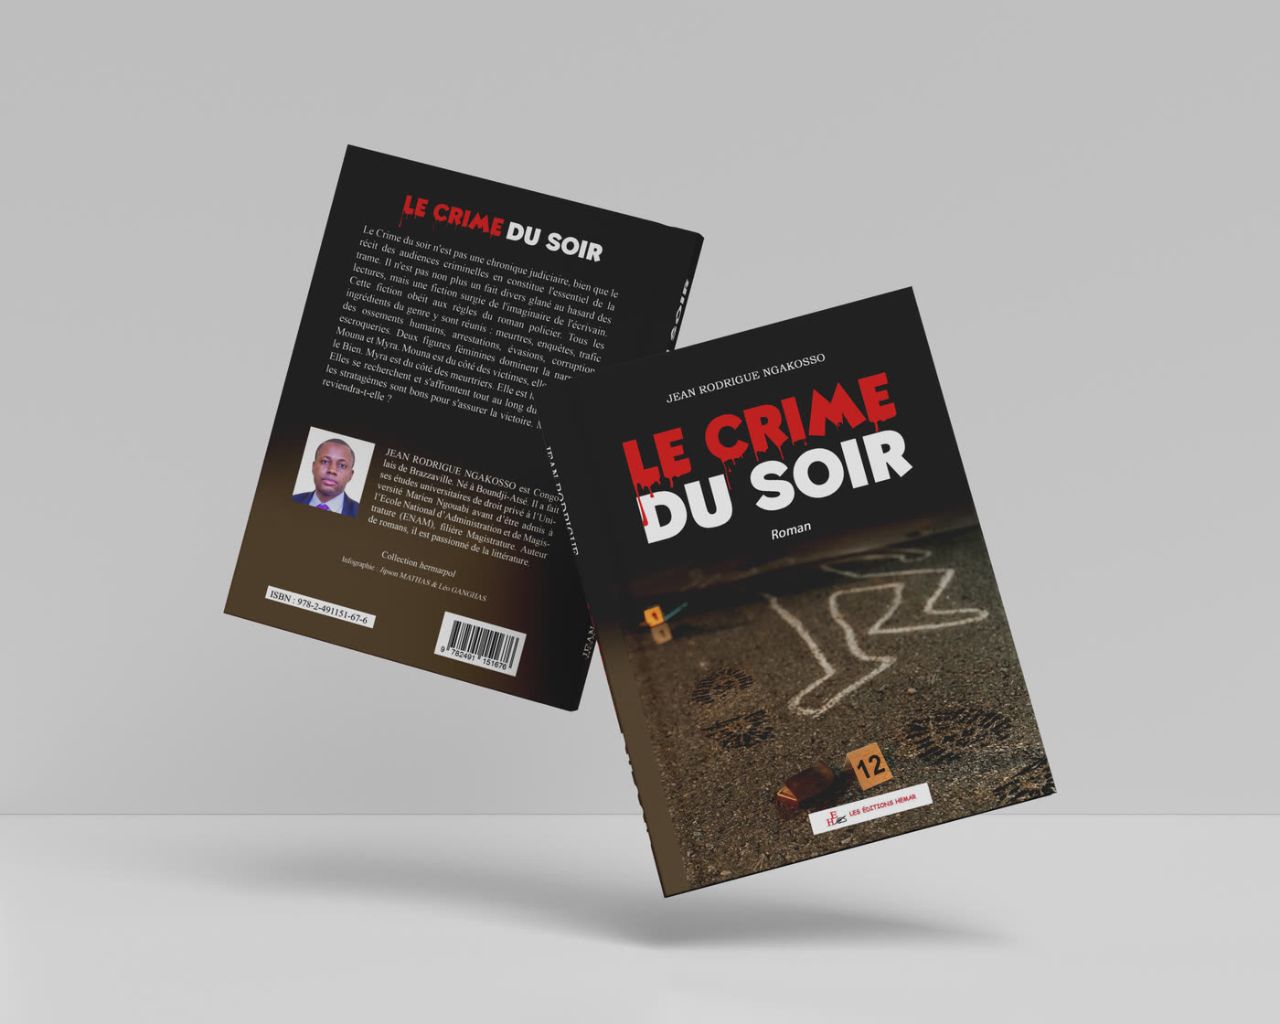 LE CRIME DU SOIR
Le Crime du soir n'est pas une chronique judiciaire, bien que le
récit des audiences criminelles en constitue l'essentiel de la
trame. Il n'est pas non plus un fait divers glané au hasard des
lectures, mais une fiction surgie de l'imaginaire de l'écrivain.
Cette fiction obéit aux règles du roman policier. Tous les
ingrédients du genre y sont réunis : meurtres, enquêtes, trafic
des ossements humains, arrestations, évasions, corruption
escroqueries. Deux figures féminines dominent la
Mouna et Myra. Mouna est du côté des victimes,
le Bien. Myra est du côté des meurtriers. Elle est
Elles se recherchent et s'affrontent tout au long du
les stratagèmes sont bons pour s'assurer la victoire.
reviendra-t-elle ?
JEAN RODRIGUE NGAKOSSO est Congo-
lais de Brazzaville. Né à Boundji-Atsé. Il a fait
ses études universitaires de droit privé à l'Uni-
versité Marien Ngouabi avant d'être admis à
l'Ecole National d'Administration et de Magis-
trature (ENAM), filière Magistrature. Auteur
de romans, il est passionné de la littérature.
Collection hermarpol
Infographie : Jipson MATHAS & Léo GANGHAS
ISBN : 978-2-491151-67-6
9 782491 151676
SOIR
JEAN
JEAN RODRIGUE
JEAN RODRIGUE NGAKOSSO
LE CRIME
DU SOIR
Roman
1
12
LES ÉDITIONS HEMAR